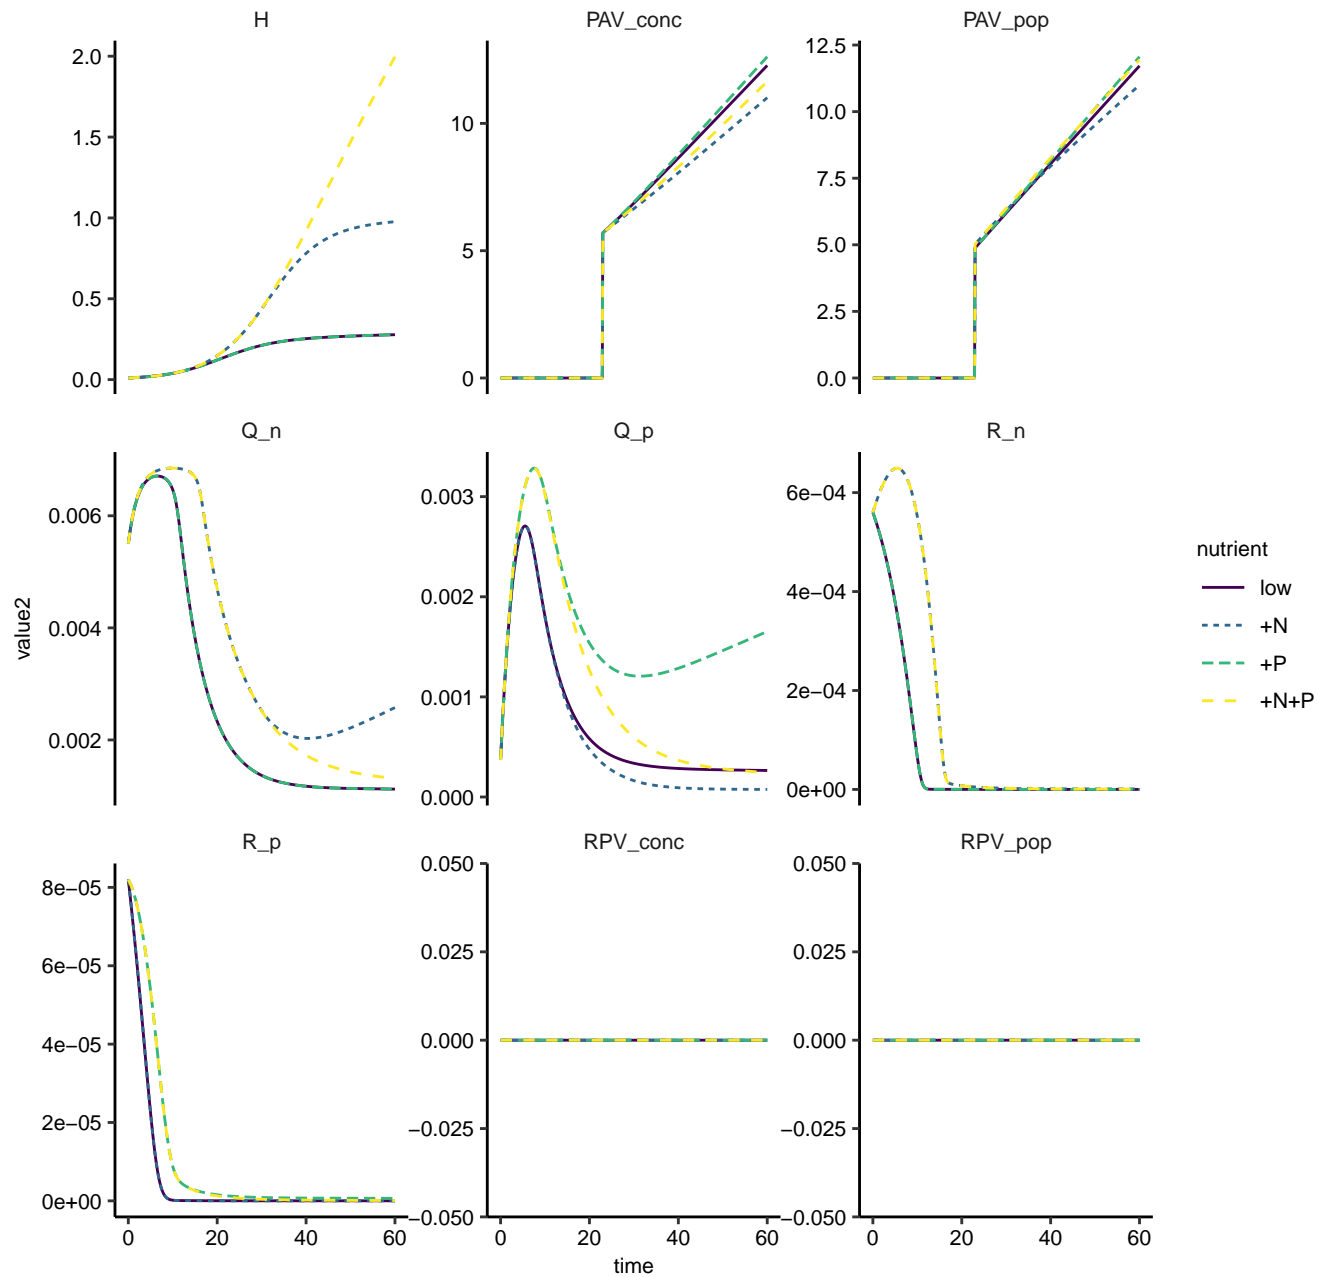 H PAV_conc PAV_pop
2.0
1.5
1.0
0.5
0.0
10
5
0
12.5
10.0
7.5
5.0
2.5
0.0
Q_n Q_p R_n
0.006
0.004
0.002
0.003
0.002
0.001
0.000
6e−04
4e−04
2e−04
0e+00
R_p RPV_conc RPV_pop
8e−05
6e−05
4e−05
2e−05
0e+00
0.050
0.025
0.000
−0.025
−0.050
0.050
0.025
0.000
−0.025
−0.050
0 20 40 60
0 20 40 60
0 20 40 60
time
value2
nutrient
low
+N
+P
+N+P